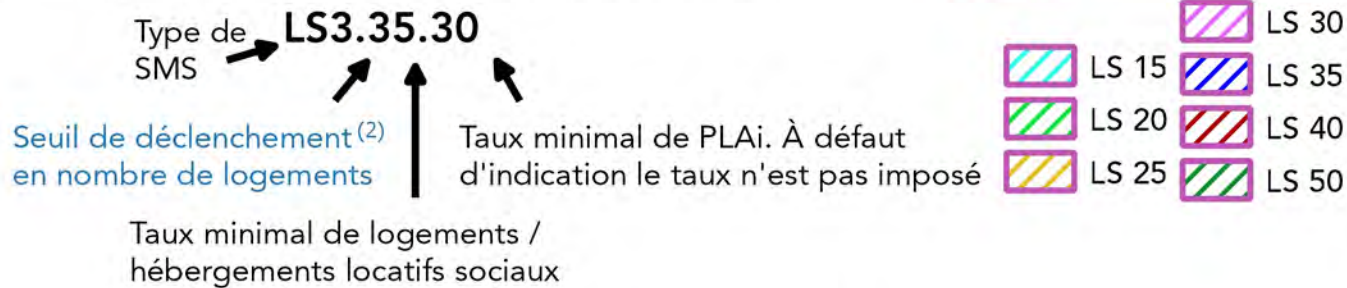 Type de
SMS
LS3.35.30
Seuil de déclenchement (2)
en nombre de logements
Taux minimal de PLAi. À défaut
d'indication le taux n'est pas imposé
Taux minimal de logements /
hébergements locatifs sociaux
LS 15
LS 20
LS 25
LS 30
LS 35
LS 40
LS 50